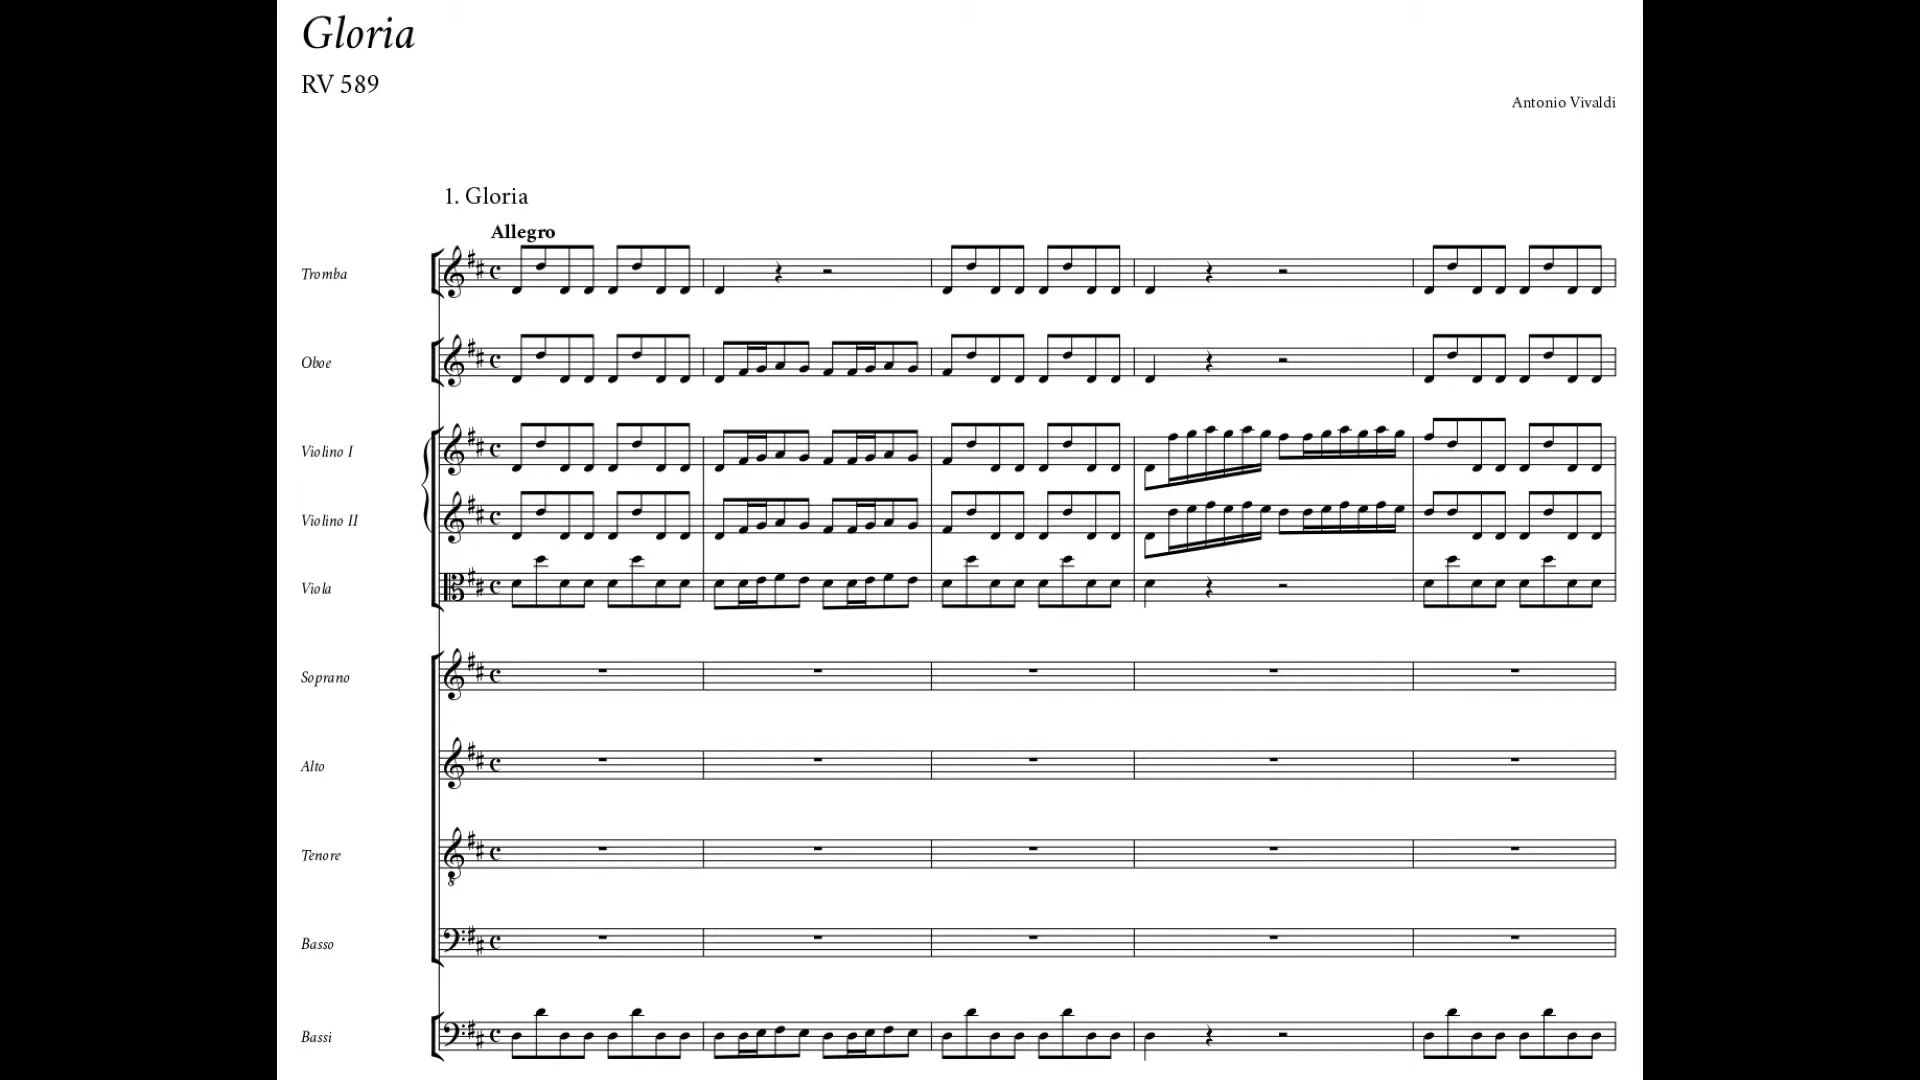 Gloria
RV 589
Antonio Vivaldi
1. Gloria
Allegro
Tromba
Oboe
Violino I
Violino II
Viola
Soprano
Alto
Tenore
Basso
Bassi